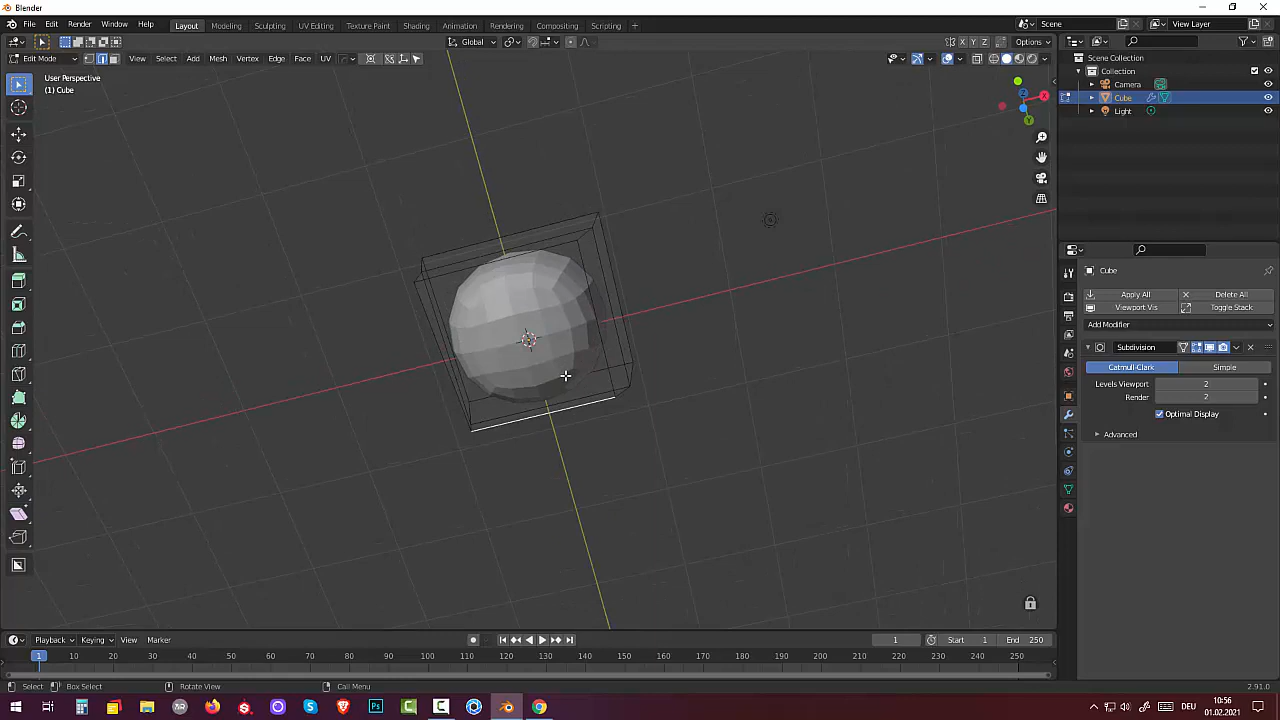 Blender
File Edit Render Window Help
Layout Modeling Sculpting UV Editing Texture Paint Shading Animation Rendering Compositing Scripting +
Scene View Layer
Global X Y Z Options
Edit Mode View Select Add Mesh Vertex Edge Face UV
User Perspective
(1) Cube
Scene Collection
Collection
Camera
Cube
Light
Z X Y
Cube
Apply All Delete All
Viewport Vis Toggle Stack
Add Modifier
Subdivision
Catmull-Clark Simple
Levels Viewport 2
Render 2
Optimal Display
Advanced
Playback Keying View Marker 1 Start 1 End 250
1 10 20 30 40 50 60 70 80 90 100 110 120 130 140 150 160 170 180 190 200 210 220 230 240 250
Select Box Select Rotate View Call Menu 2.91.0
Ps DEU 10:56
01.02.2021